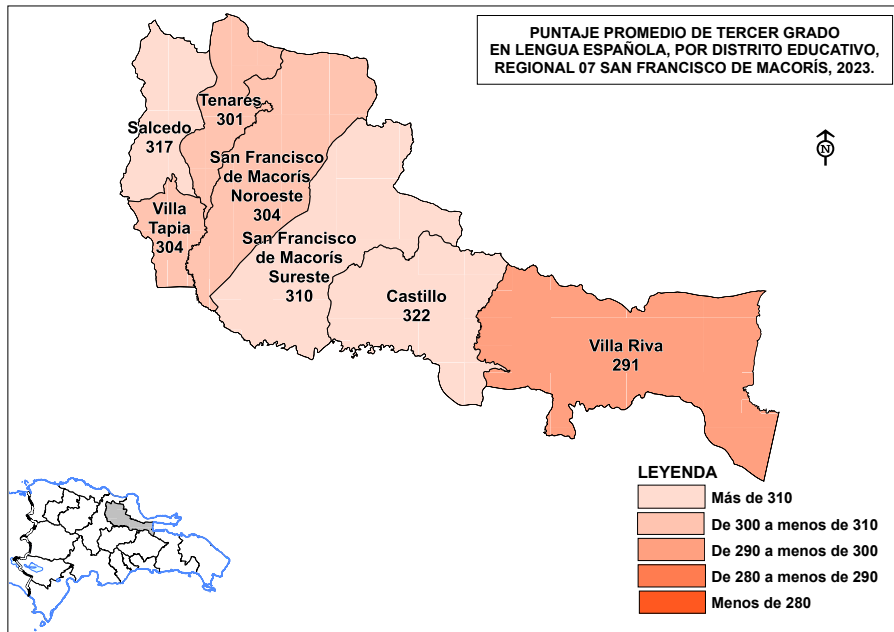 PUNTAJE PROMEDIO DE TERCER GRADO
EN LENGUA ESPAÑOLA, POR DISTRITO EDUCATIVO,
REGIONAL 07 SAN FRANCISCO DE MACORÍS, 2023.
Tenares
301
Salcedo
317
N
San Francisco
de Macorís
Noroeste
304
Villa
Tapia
304
San Francisco
de Macorís
Sureste
310
Castillo
322
Villa Riva
291
LEYENDA
Más de 310
De 300 a menos de 310
De 290 a menos de 300
De 280 a menos de 290
Menos de 280